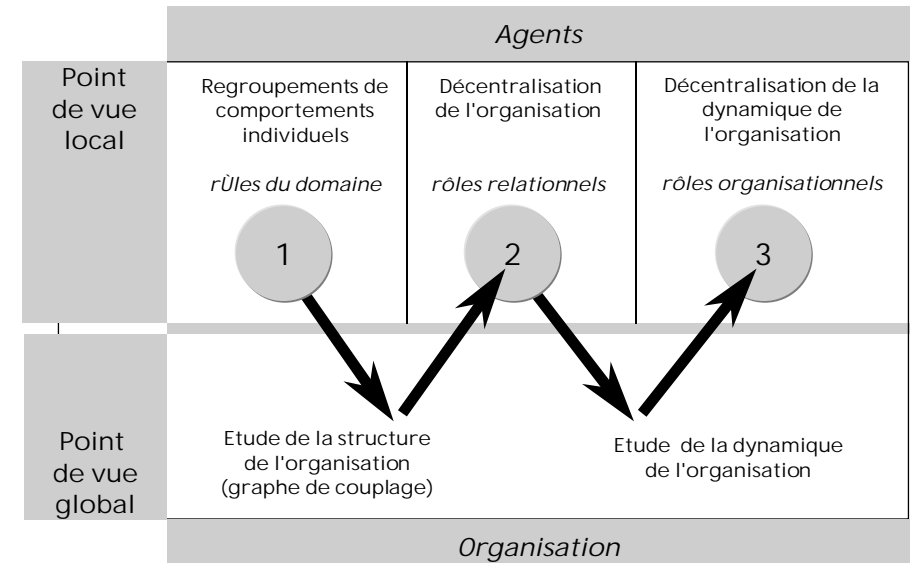 Agents
Point
de vue
local
Regroupements de
comportements
individuels
rÙles du domaine
1
Décentralisation
de l'organisation
rôles relationnels
2
Décentralisation de la
dynamique de
l'organisation
rôles organisationnels
3
Point
de vue
global
Etude de la structure
de l'organisation
(graphe de couplage)
Etude de la dynamique
de l'organisation
Organisation